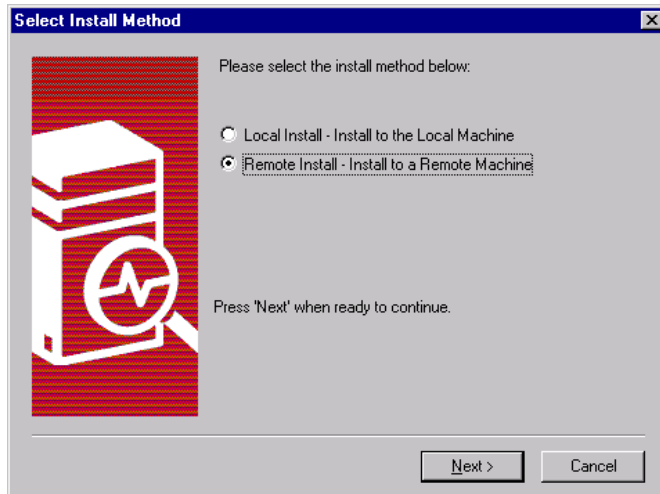 Select Install Method
Please select the install method below:
Local Install - Install to the Local Machine
Remote Install - Install to a Remote Machine
Press 'Next' when ready to continue.
Next >
Cancel